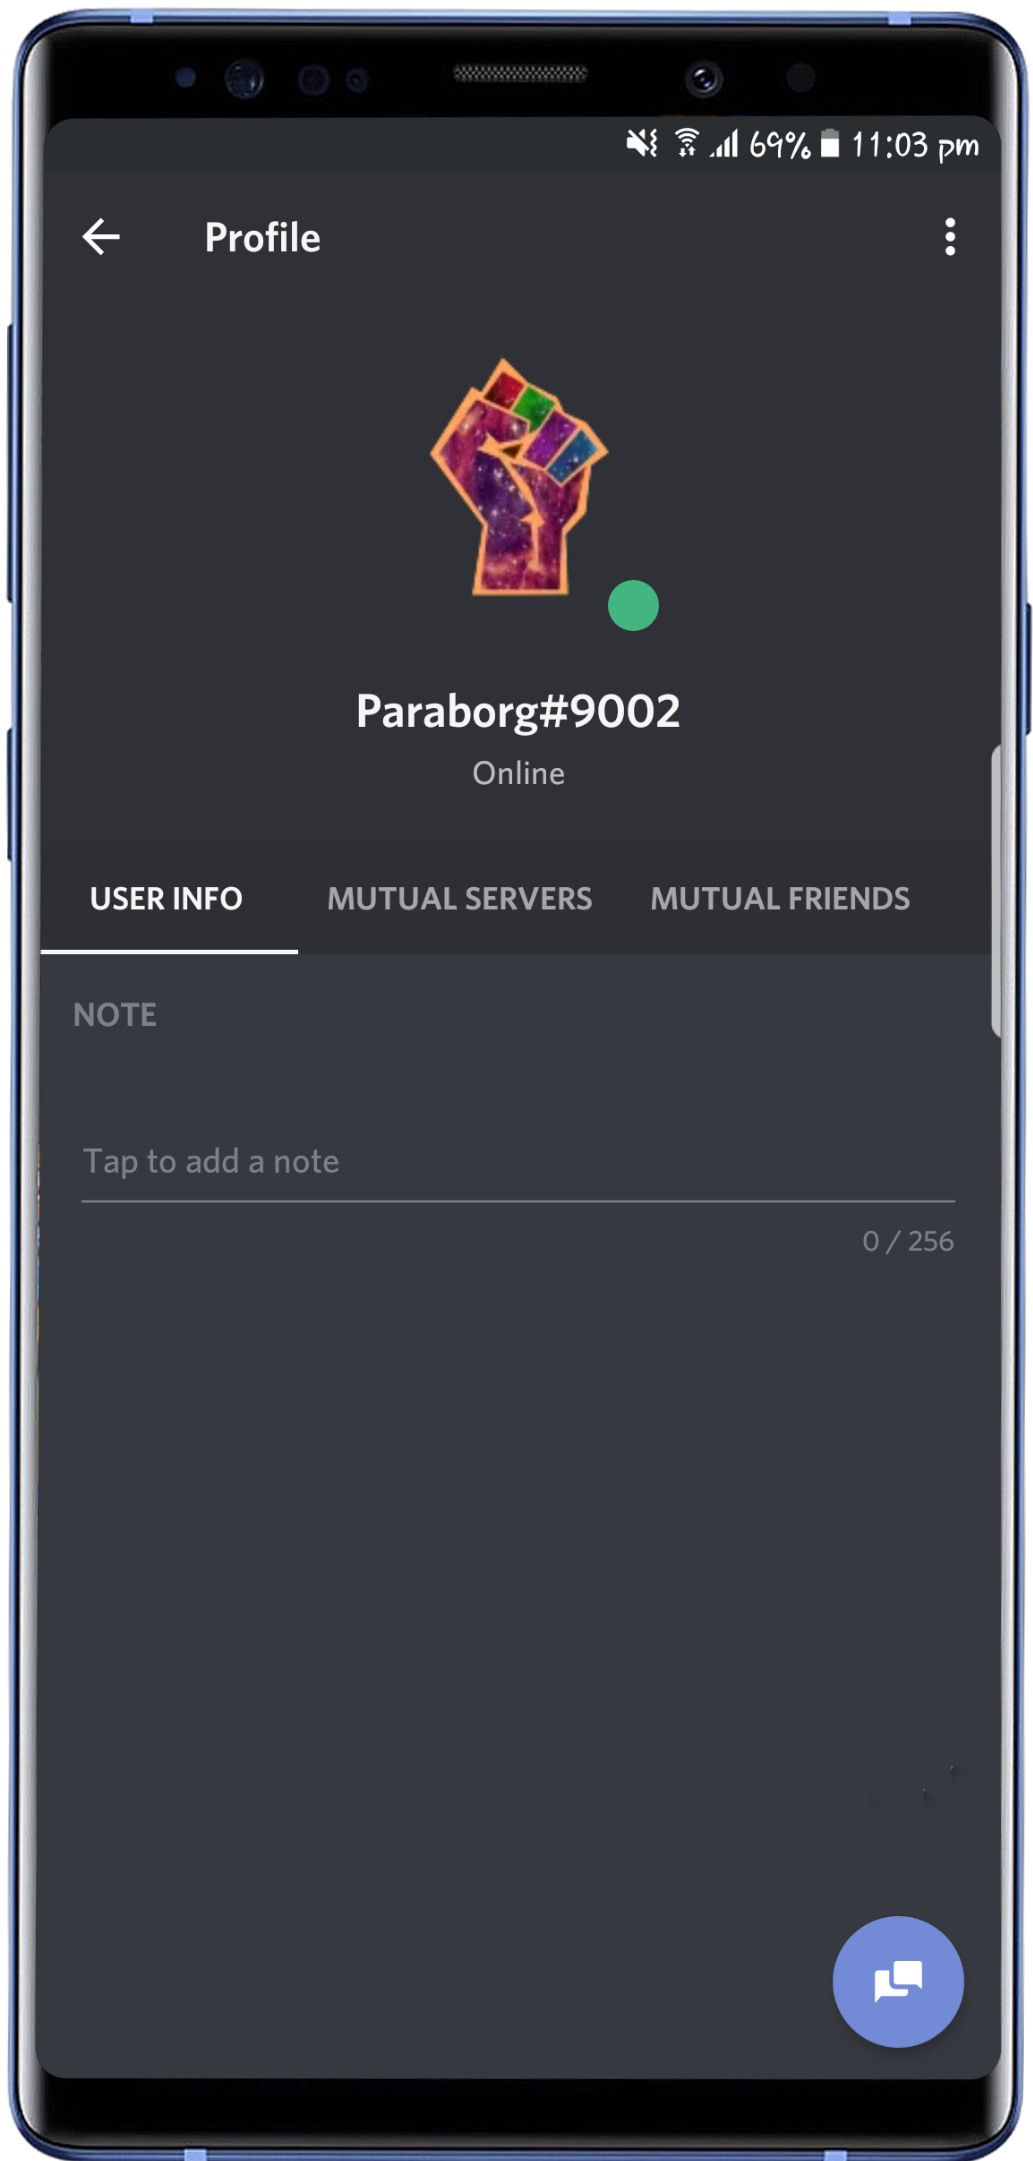 69% 11:03 pm
Profile
Paraborg#9002
Online
USER INFO MUTUAL SERVERS MUTUAL FRIENDS
NOTE
Tap to add a note
0 / 256